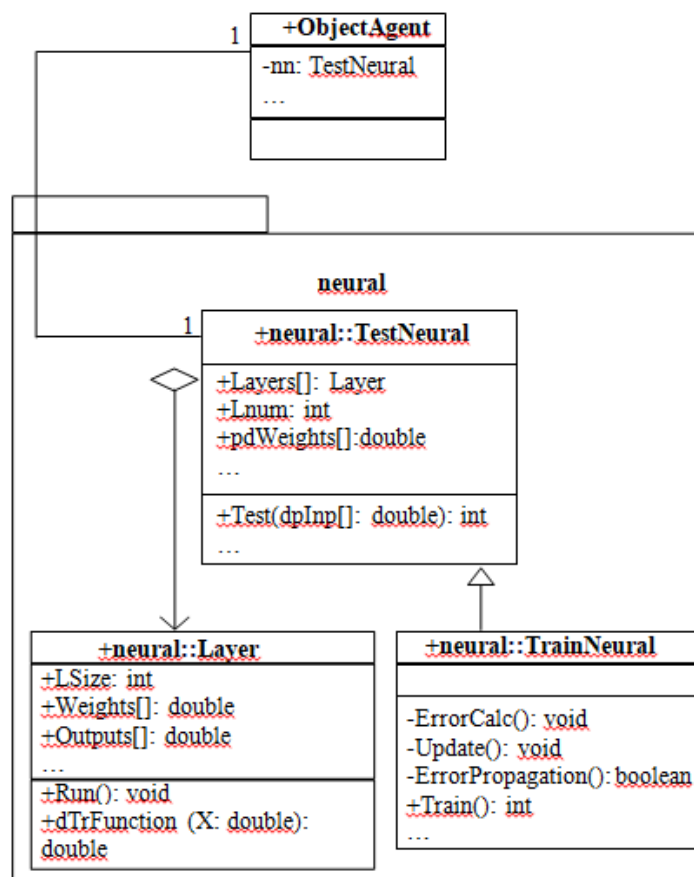 1
+ObjectAgent
-nn: TestNeural
…
neural
1
+neural::TestNeural
+Layers[]: Layer
+Lnum: int
+pdWeights[]:double
…
+Test(dpInp[]: double): int
…
+neural::Layer
+LSize: int
+Weights[]: double
+Outputs[]: double
…
+Run(): void
+dTrFunction (X: double):
double
+neural::TrainNeural
-ErrorCalc(): void
-Update(): void
-ErrorPropagation(): boolean
+Train(): int
…